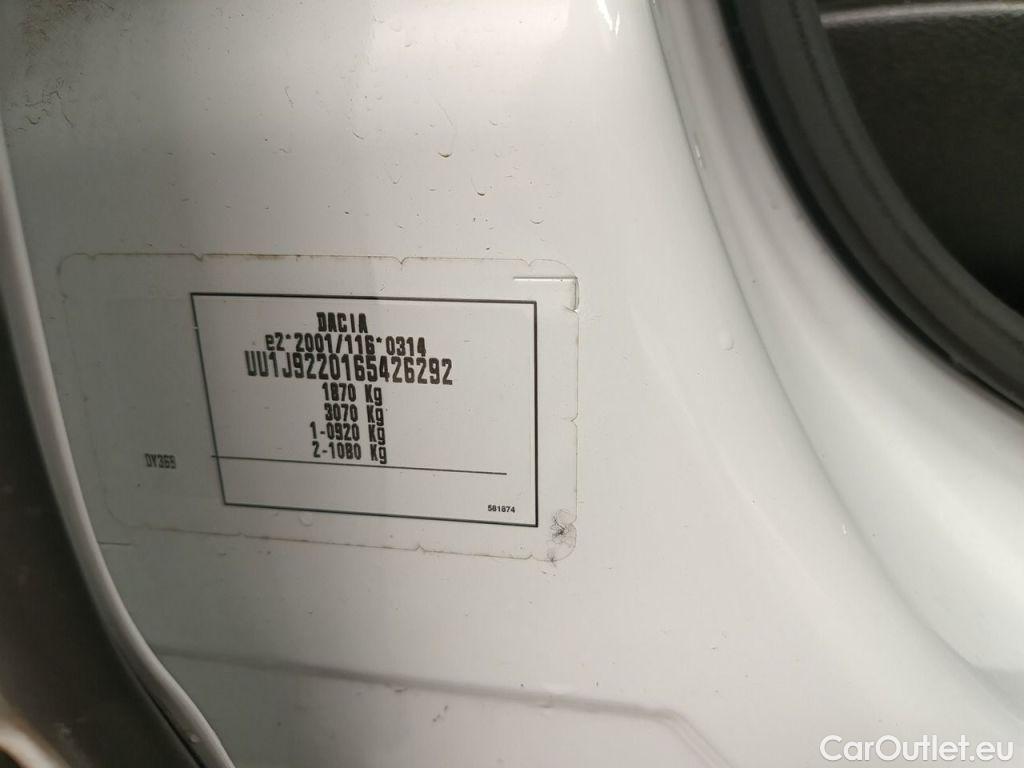 DACIA
e2*2001/116*0314
UU1J9220165426292
1870 Kg
3070 Kg
1-0920 Kg
2-1080 Kg
DY369
581874
CarOutlet.eu